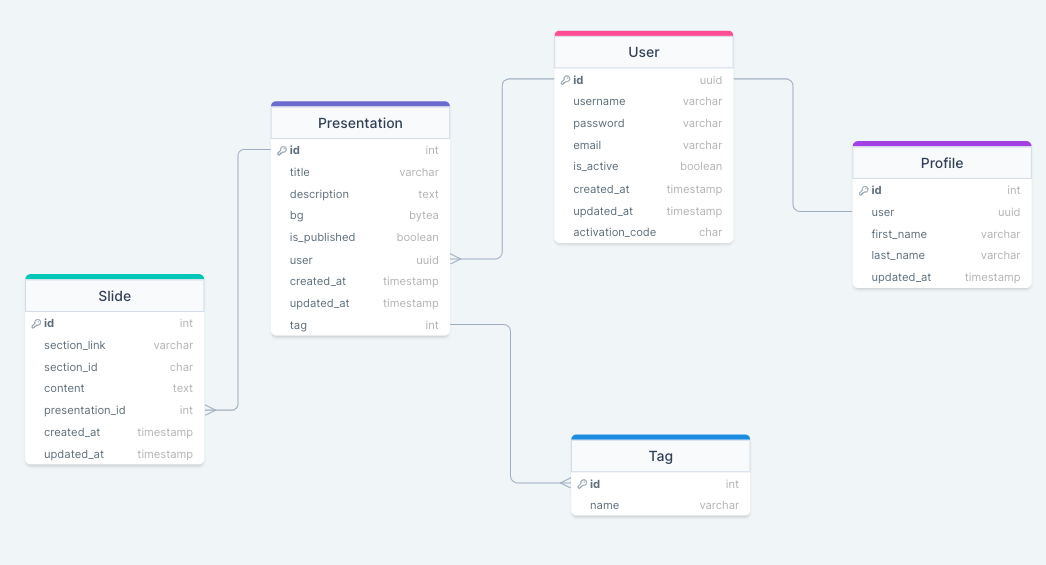 User
id uuid
username varchar
password varchar
email varchar
is_active boolean
created_at timestamp
updated_at timestamp
activation_code char
Presentation
id int
title varchar
description text
bg bytea
is_published boolean
user uuid
created_at timestamp
updated_at timestamp
tag int
Profile
id int
user uuid
first_name varchar
last_name varchar
updated_at timestamp
Slide
id int
section_link varchar
section_id char
content text
presentation_id int
created_at timestamp
updated_at timestamp
Tag
id int
name varchar